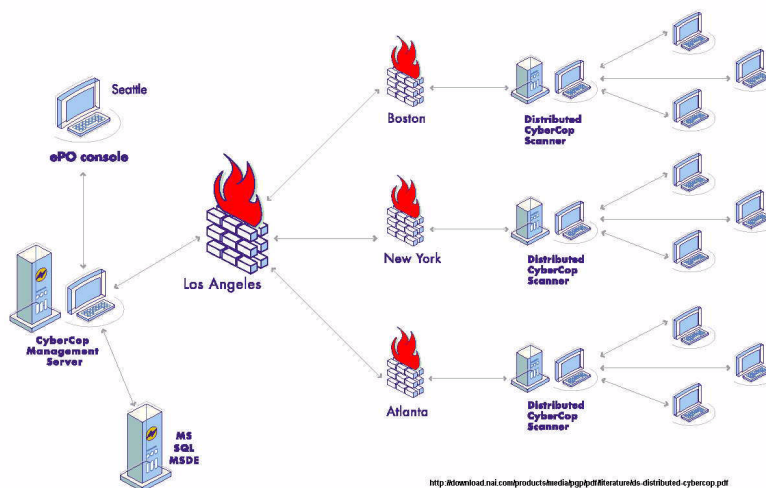 Seattle
ePO console
CyberCop
Management
Server
MS
SQL
MSDE
Los Angeles
Boston
Distributed
CyberCop
Scanner
New York
Distributed
CyberCop
Scanner
Atlanta
Distributed
CyberCop
Scanner
http://download.nai.com/products/media/pgp/pdf/literature/ds-distributed-cybercop.pdf